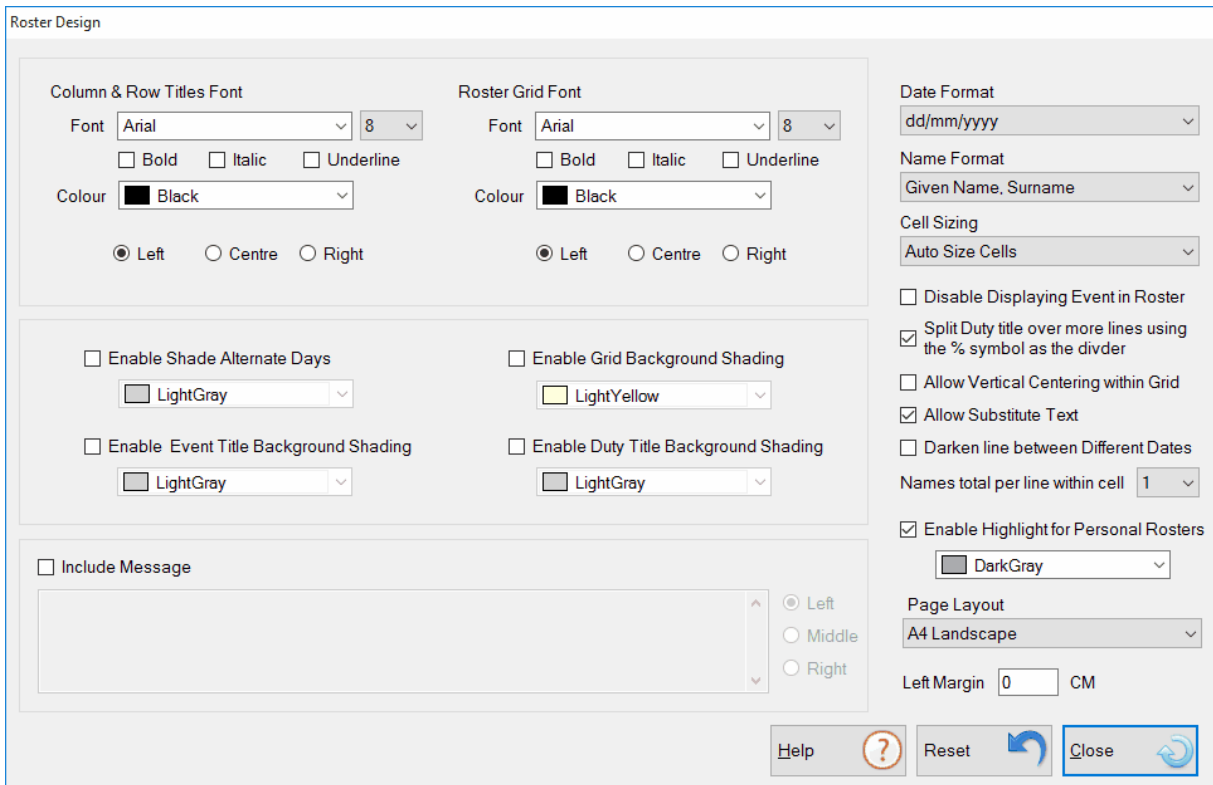 Roster Design
Column & Row Titles Font
Font Arial 8
Bold Italic Underline
Colour Black
Left Centre Right
Roster Grid Font
Font Arial 8
Bold Italic Underline
Colour Black
Left Centre Right
Enable Shade Alternate Days
LightGray
Enable Grid Background Shading
LightYellow
Enable Event Title Background Shading
LightGray
Enable Duty Title Background Shading
LightGray
Include Message
Left
Middle
Right
Date Format
dd/mm/yyyy
Name Format
Given Name, Surname
Cell Sizing
Auto Size Cells
Disable Displaying Event in Roster
Split Duty title over more lines using
the % symbol as the divder
Allow Vertical Centering within Grid
Allow Substitute Text
Darken line between Different Dates
Names total per line within cell 1
Enable Highlight for Personal Rosters
DarkGray
Page Layout
A4 Landscape
Left Margin 0 CM
Help ? Reset Close